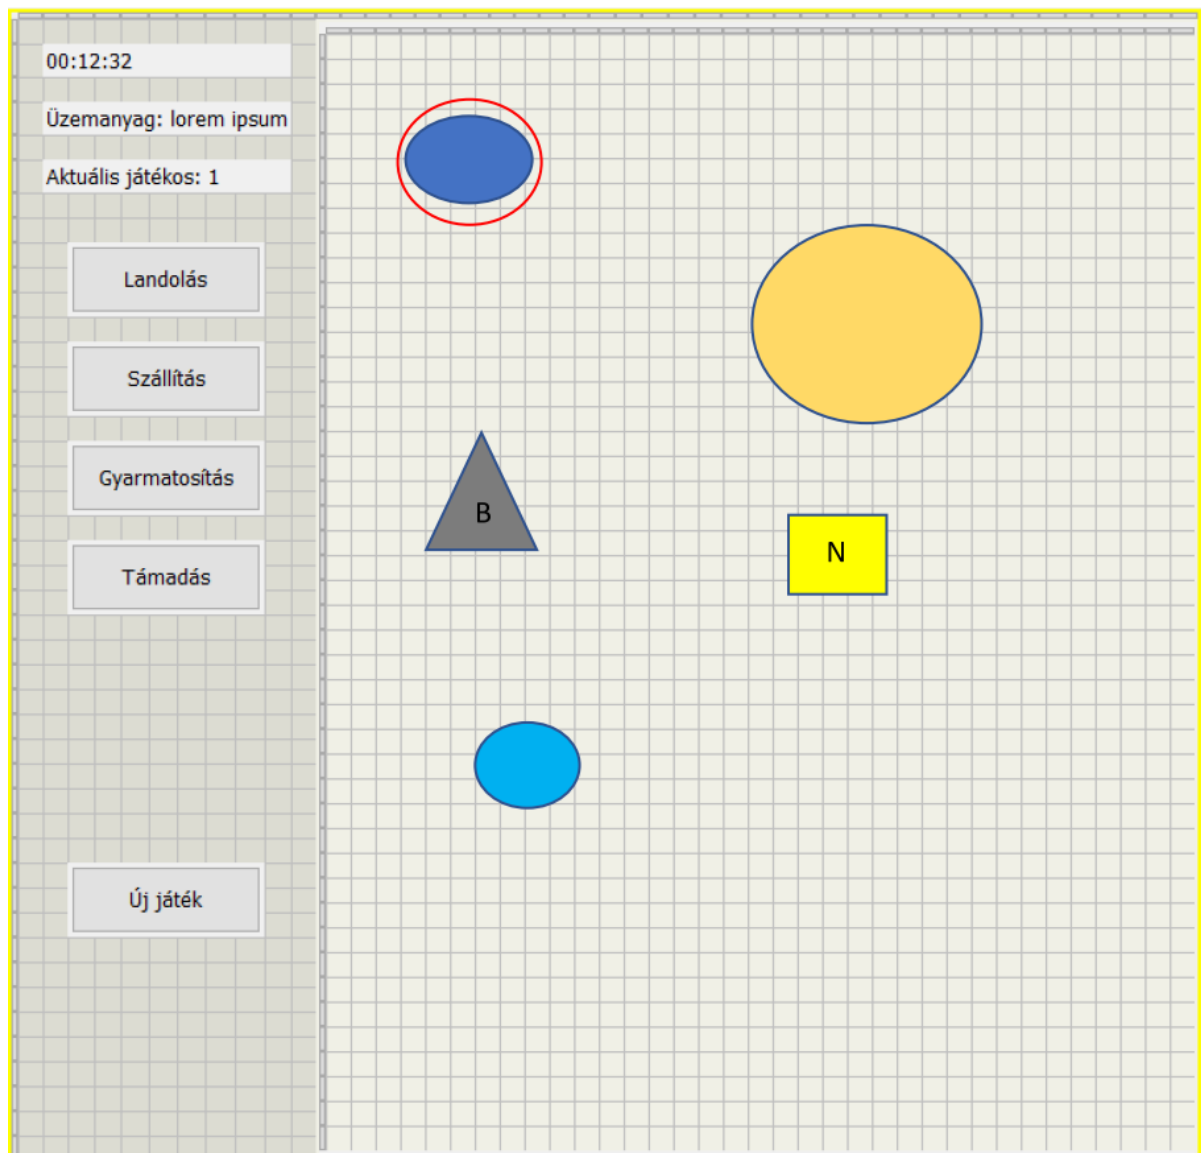 00:12:32
Üzemanyag: lorem ipsum
Aktuális játékos: 1
Landolás
Szállítás
Gyarmatosítás
Támadás
Új játék
B
N